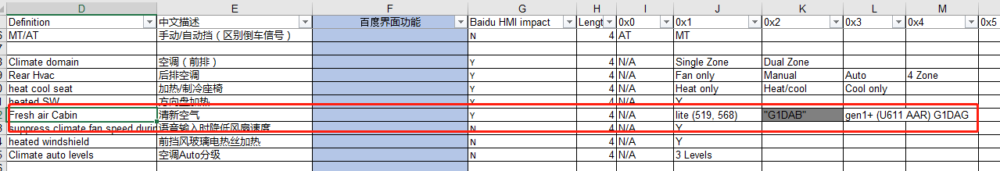 D E F G H I J K L M
Definition 中文描述 百度界面功能 Baidu HMI impact Lengt 0x0 0x1 0x2 0x3 0x4 0x5
MT/AT 手动/自动挡（区别倒车信号） N 4 AT MT
Climate domain 空调（前排） Y 4 N/A Single Zone Dual Zone
Rear Hvac 后排空调 Y 4 N/A Fan only Manual Auto 4 Zone
heat cool seat 加热/制冷座椅 Y 4 N/A Heat only Heat/cool Cool only
heated SW 方向盘加热 Y 4 N/A Y
Fresh air Cabin 清新空气 Y 4 N/A lite (519, 568) "G1DAB" gen1+ (U611 AAR) G1DAG
suppress climate fan speed durin 语音输入时降低风扇速度 N 4 N/A Y
heated windshield 前挡风玻璃电热丝加热 N 4 N/A Y
Climate auto levels 空调Auto分级 N 4 N/A 3 Levels